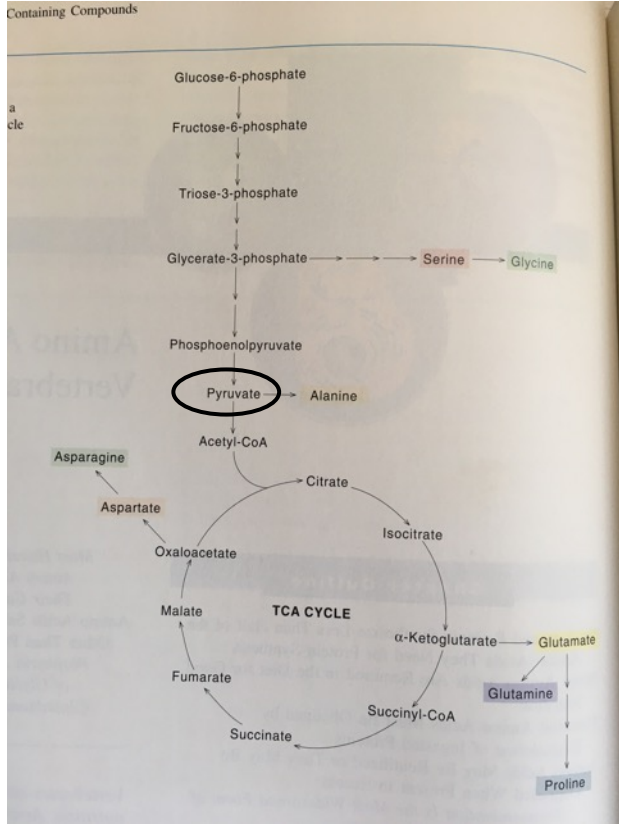 Containing Compounds
a
cle
Glucose-6-phosphate
Fructose-6-phosphate
Triose-3-phosphate
Glycerate-3-phosphate
Serine
Glycine
Phosphoenolpyruvate
Pyruvate
Alanine
Acetyl-CoA
Asparagine
Aspartate
Oxaloacetate
Citrate
Isocitrate
Malate
TCA CYCLE
α-Ketoglutarate
Glutamate
Fumarate
Glutamine
Succinyl-CoA
Succinate
Proline